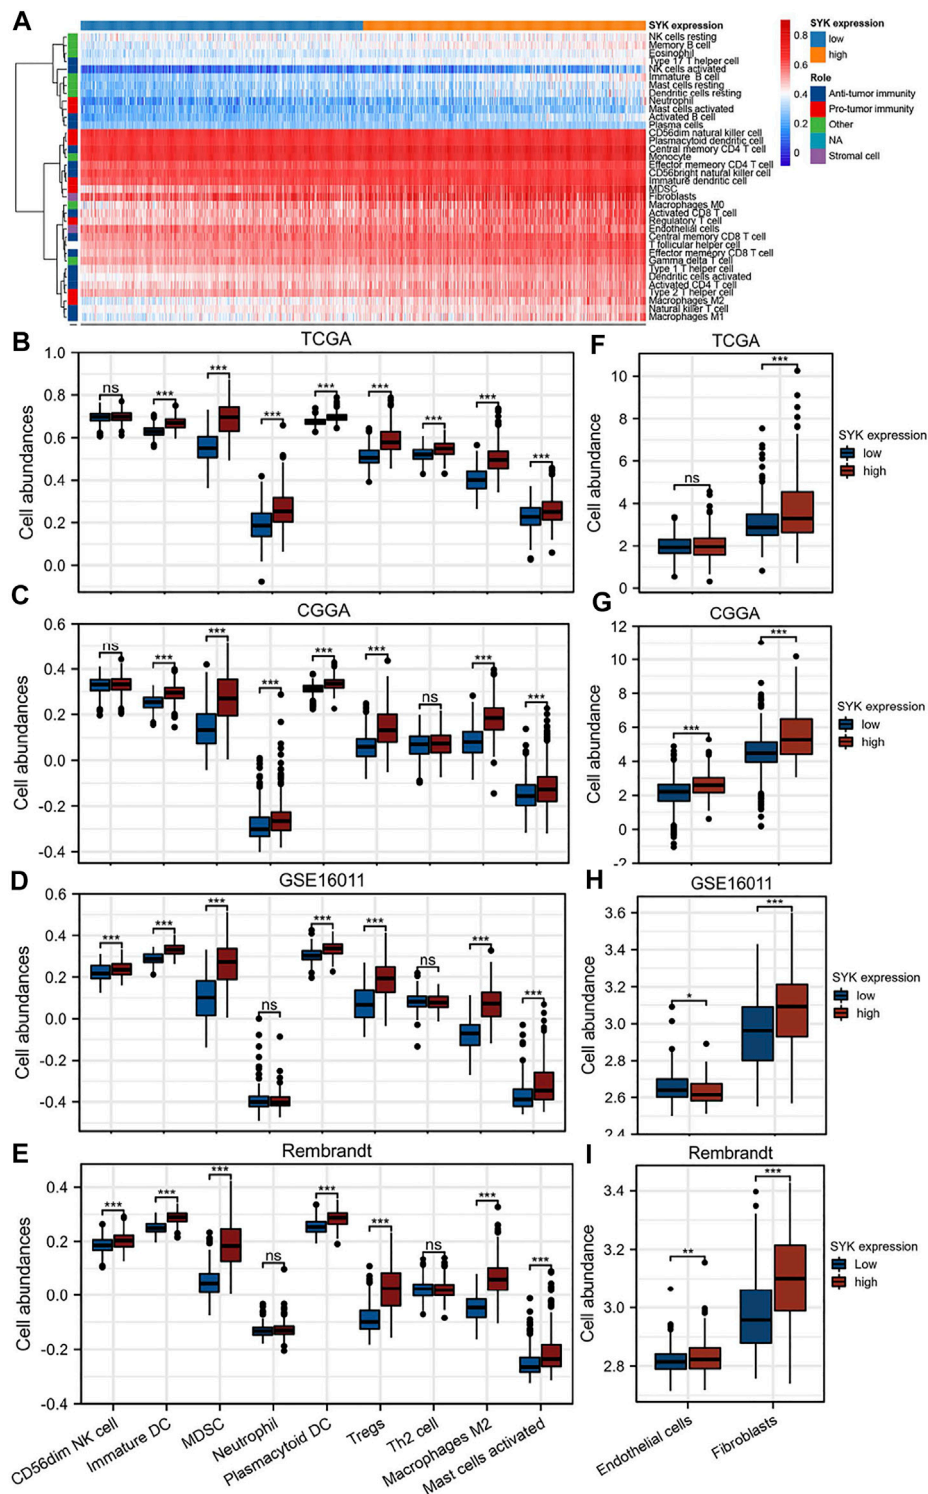 A
SYK expression
NK cells resting
Memory B cell
Eosinophil
Type 17 T helper cell
NK cells activated
Immature B cell
Mast cells resting
Dendritic cells resting
Neutrophil
Mast cells activated
Activated B cell
Plasma cells
CD56dim natural killer cell
Plasmacytoid dendritic cell
Central memory CD4 T cell
Monocyte
Effector memeory CD4 T cell
CD56bright natural killer cell
Immature dendritic cell
MDSC
Fibroblasts
Macrophages M0
Activated CD8 T cell
Regulatory T cell
Endothelial cells
Central memory CD8 T cell
T follicular helper cell
Effector memeory CD8 T cell
Gamma delta T cell
Type 1 T helper cell
Dendritic cells activated
Activated CD4 T cell
Type 2 T helper cell
Macrophages M2
Natural killer T cell
Macrophages M1
0.8
0.6
0.4
0.2
0
SYK expression
low
high
Role
Anti-tumor immunity
Pro-tumor immunity
Other
NA
Stromal cell
B
TCGA
Cell abundances
1.0
0.8
0.6
0.4
0.2
0.0
ns
***
***
***
***
***
***
***
***
F
TCGA
Cell abundance
10
8
6
4
2
0
ns
***
SYK expression
low
high
C
CGGA
Cell abundances
0.6
0.4
0.2
0.0
-0.2
-0.4
ns
***
***
***
***
***
ns
***
***
G
CGGA
Cell abundance
12
10
8
6
4
2
0
-2
***
***
SYK expression
low
high
D
GSE16011
Cell abundances
0.6
0.4
0.2
0.0
-0.2
-0.4
***
***
***
ns
***
***
ns
***
***
H
GSE16011
Cell abundance
3.6
3.4
3.2
3.0
2.8
2.6
2.4
*
***
SYK expression
low
high
E
Rembrandt
Cell abundances
0.4
0.2
0.0
-0.2
-0.4
***
***
***
ns
***
***
ns
***
***
CD56dim NK cell
Immature DC
MDSC
Neutrophil
Plasmacytoid DC
Tregs
Th2 cell
Macrophages M2
Mast cells activated
I
Rembrandt
Cell abundance
3.4
3.2
3.0
2.8
**
***
SYK expression
Low
high
Endothelial cells
Fibroblasts